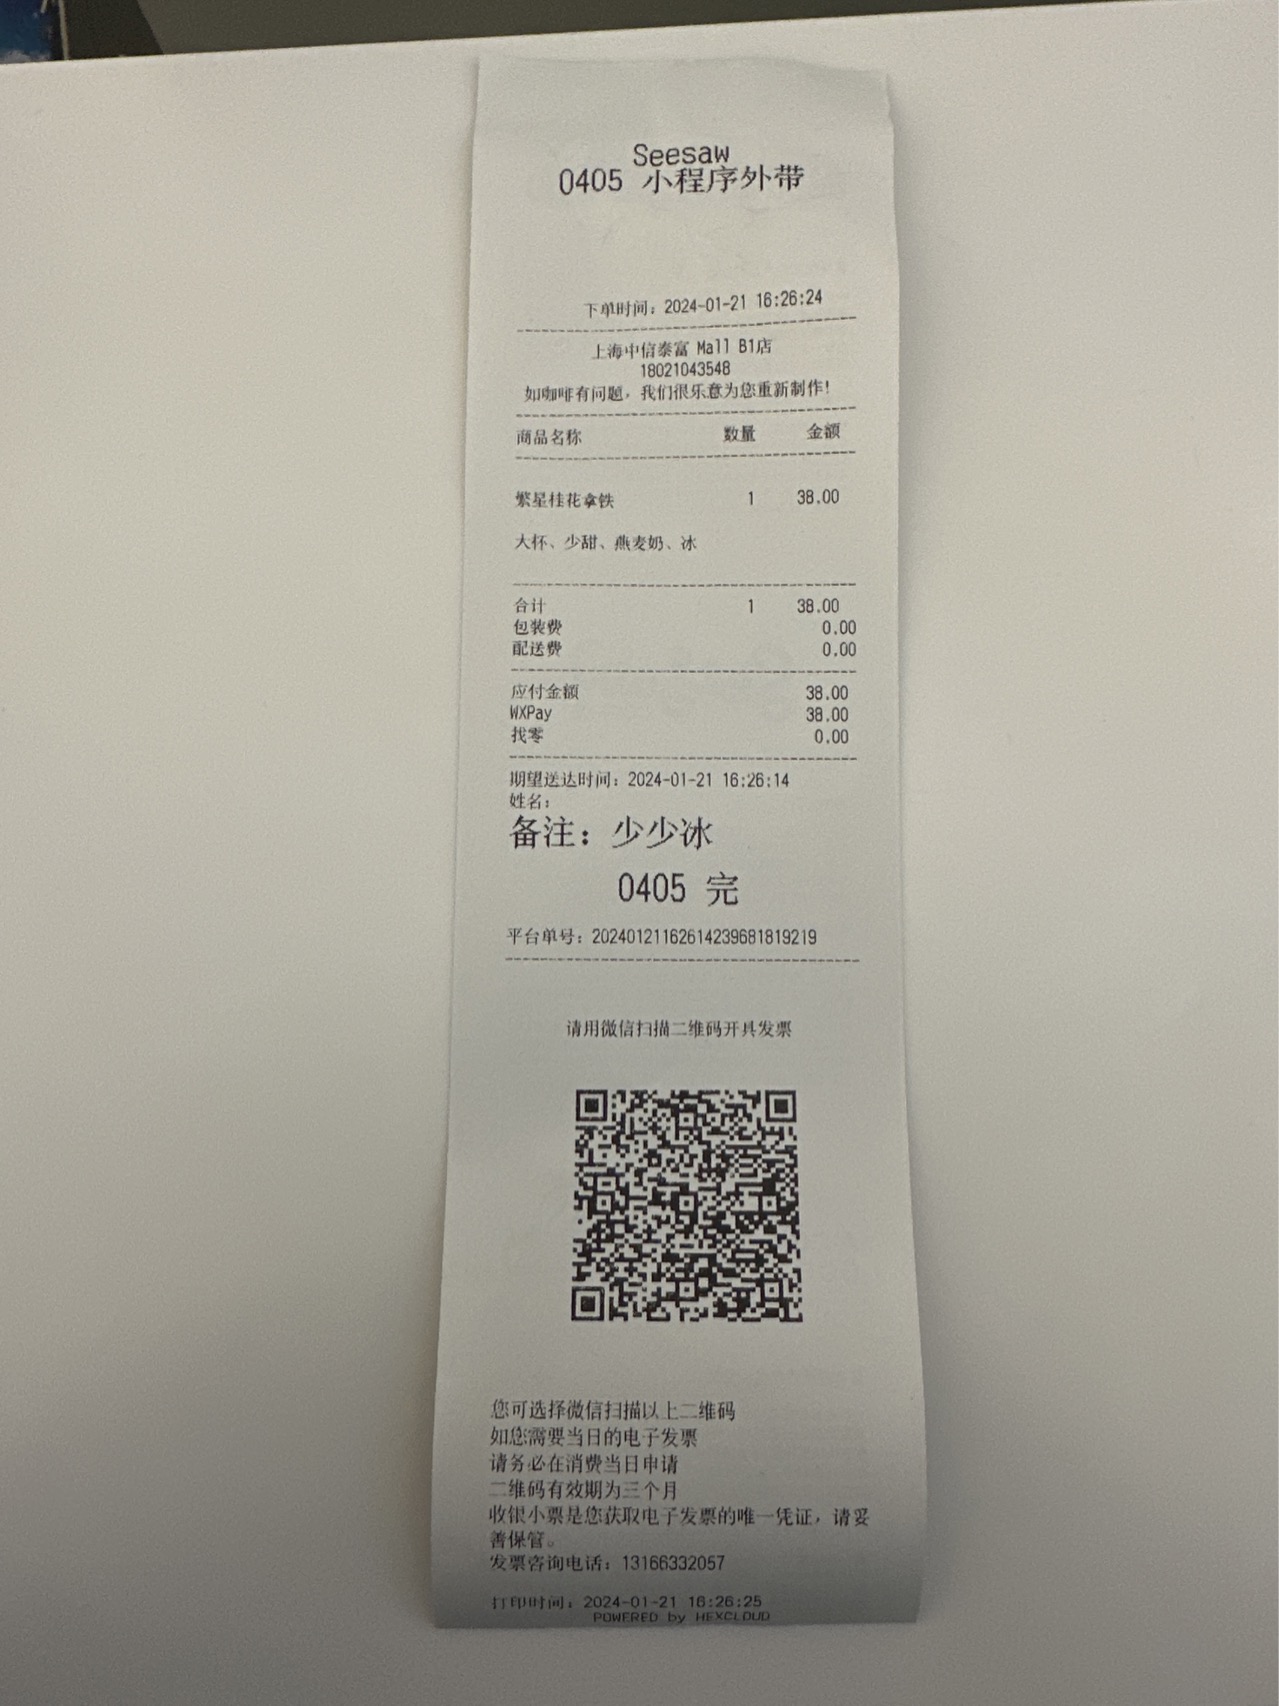 Seesaw
0405 小程序外带
下单时间：2024-01-21 16:26:24
上海中信泰富 Mall B1店
18021043548
如咖啡有问题，我们很乐意为您重新制作！
商品名称 数量 金额
繁星桂花拿铁 1 38.00
大杯、少甜、燕麦奶、冰
合计 1 38.00
包装费 0.00
配送费 0.00
应付金额 38.00
WXPay 38.00
找零 0.00
期望送达时间：2024-01-21 16:26:14
姓名：
备注：少少冰
0405 完
平台单号：20240121162614239681819219
请用微信扫描二维码开具发票
您可选择微信扫描以上二维码
如您需要当日的电子发票
请务必在消费当日申请
二维码有效期为三个月
收银小票是您获取电子发票的唯一凭证，请妥
善保管。
发票咨询电话：13166332057
打印时间：2024-01-21 16:26:25
POWERED by HEXCLOUD